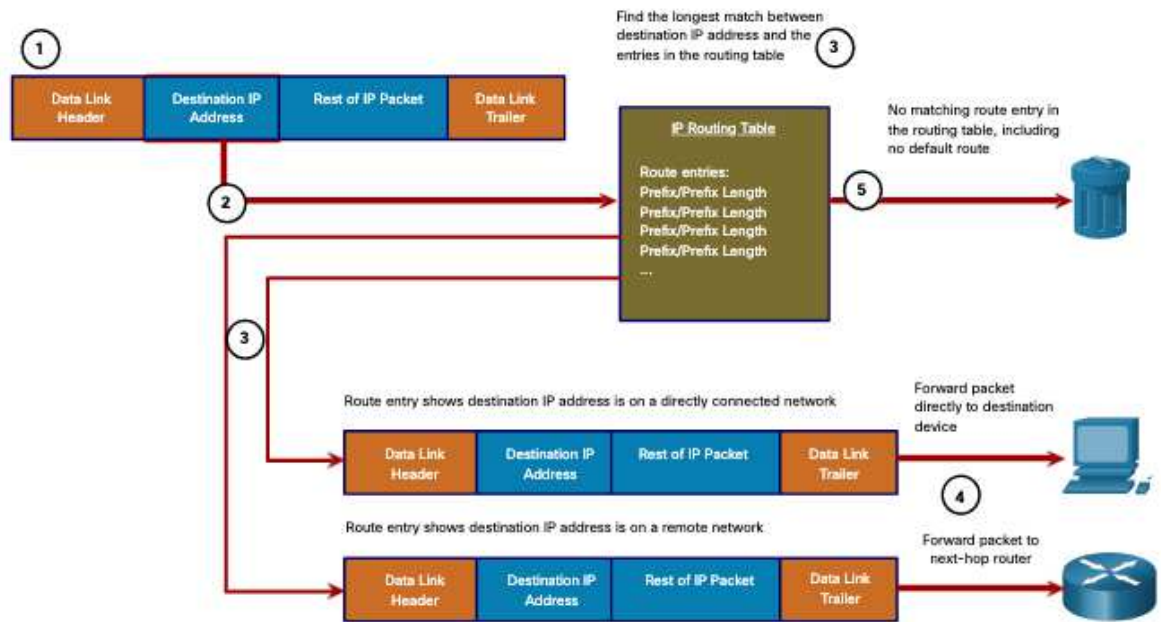 Find the longest match between
destination IP address and the
entries in the routing table
3
1
Data Link
Header
Destination IP
Address
Rest of IP Packet
Data Link
Trailer
2
IP Routing Table
Route entries:
Prefix/Prefix Length
Prefix/Prefix Length
Prefix/Prefix Length
Prefix/Prefix Length
...
5
No matching route entry in
the routing table, including
no default route
3
Route entry shows destination IP address is on a directly connected network
Data Link
Header
Destination IP
Address
Rest of IP Packet
Data Link
Trailer
Forward packet
directly to destination
device
4
Route entry shows destination IP address is on a remote network
Data Link
Header
Destination IP
Address
Rest of IP Packet
Data Link
Trailer
Forward packet to
next-hop router